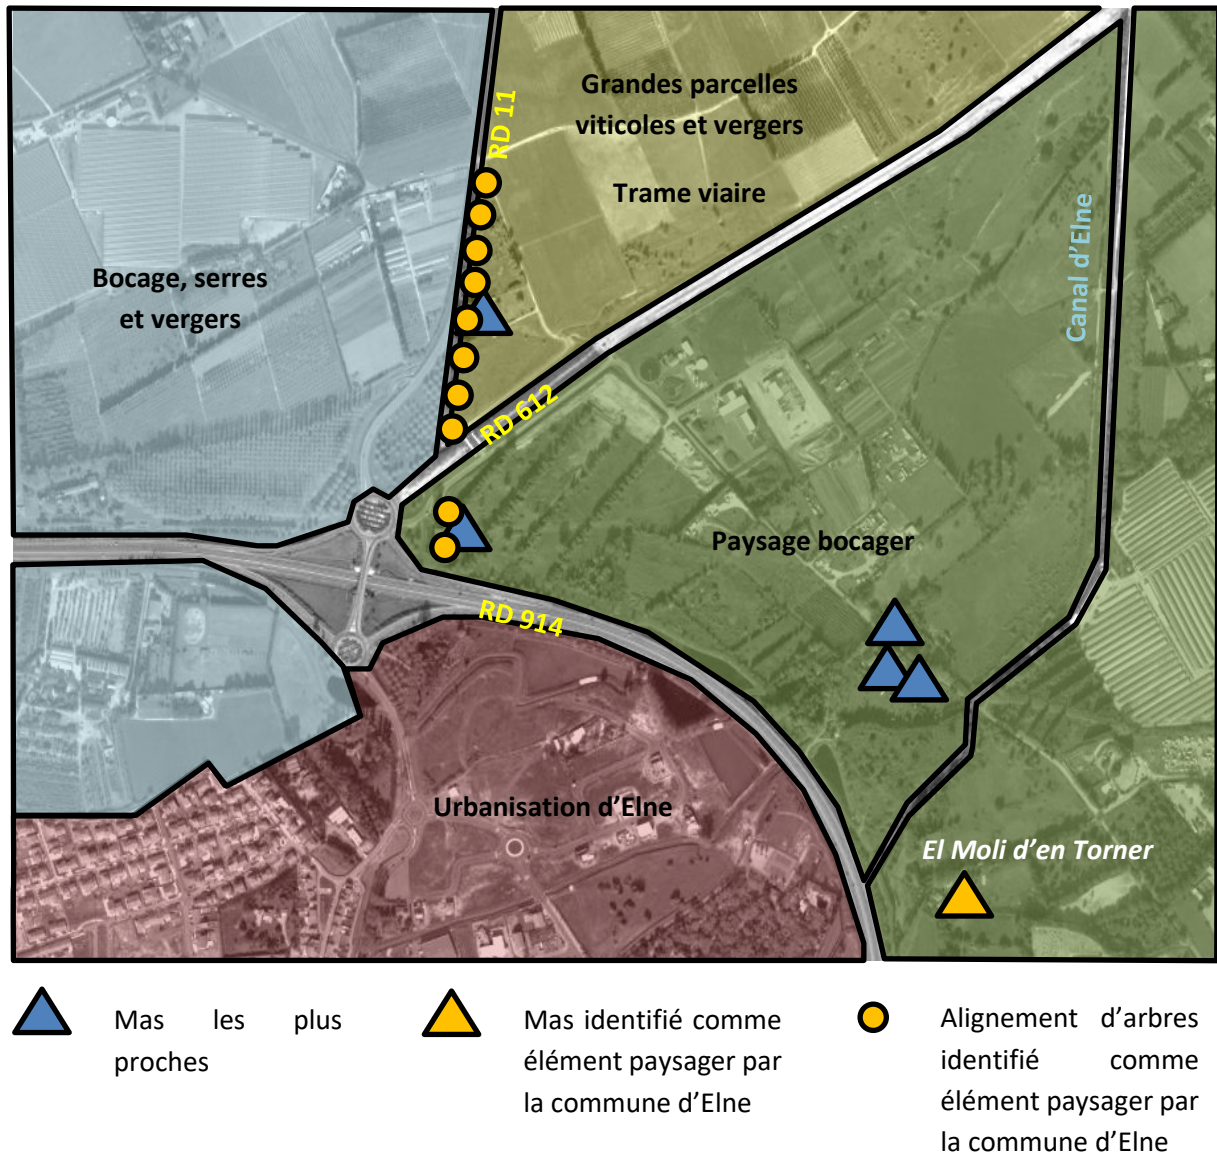 Grandes parcelles
viticoles et vergers
Trame viaire
RD 11
Bocage, serres
et vergers
Canal d'Elne
RD 612
Paysage bocager
RD 914
Urbanisation d'Elne
El Moli d'en Torner
Mas les plus
proches
Mas identifié comme
élément paysager par
la commune d'Elne
Alignement d'arbres
identifié comme
élément paysager par
la commune d'Elne